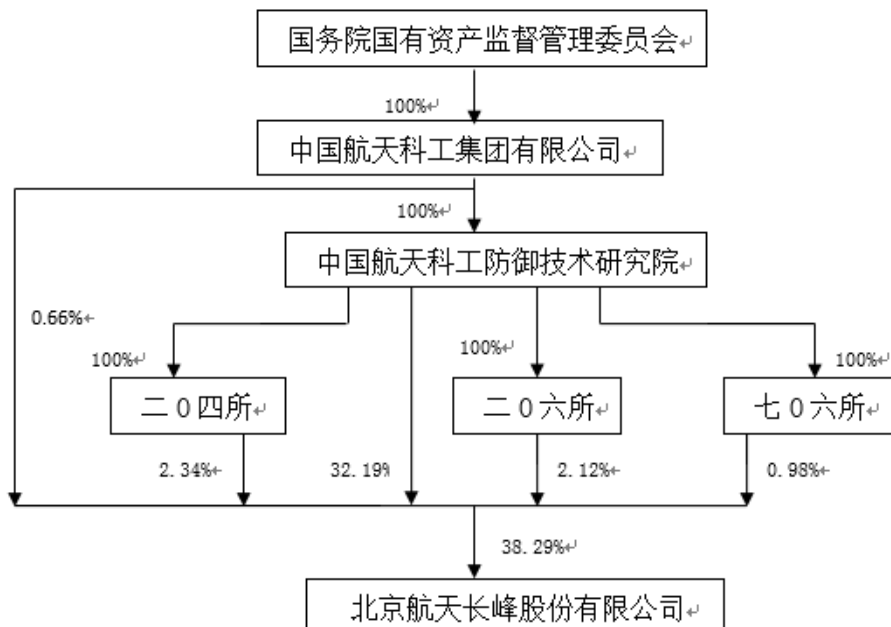 国务院国有资产监督管理委员会↵
100%↵
中国航天科工集团有限公司↵
100%↵
中国航天科工防御技术研究院↵
0.66%←
100%↵
100%↵
100%↵
二0四所↵
二0六所↵
七0六所↵
2.34%←
32.19%
2.12%←
0.98%←
38.29%↵
北京航天长峰股份有限公司↵